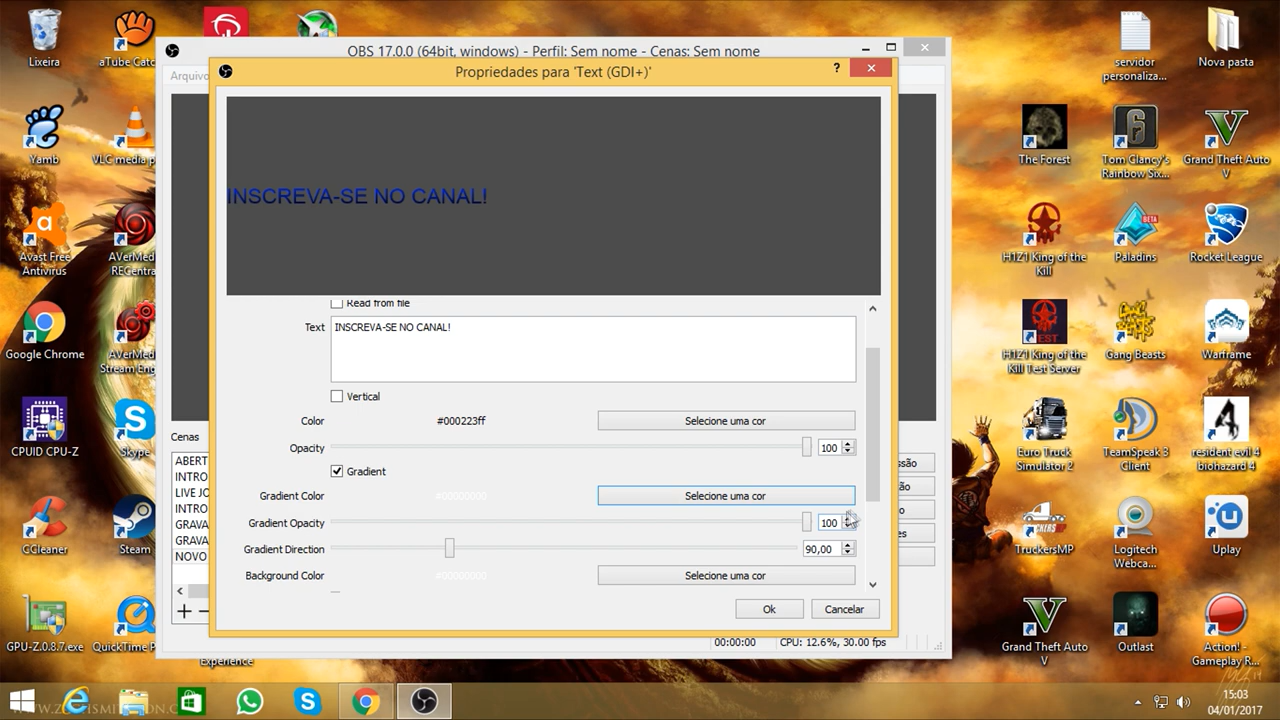 OBS 17.0.0 (64bit, windows) - Perfil: Sem nome - Cenas: Sem nome
Arquivo
Propriedades para 'Text (GDI+)'
?
INSCREVA-SE NO CANAL!
Read from file
Text
INSCREVA-SE NO CANAL!
Vertical
Color
#000223ff
Selecione uma cor
Opacity
100
Gradient
Gradient Color
#00000000
Selecione uma cor
Gradient Opacity
100
Gradient Direction
90,00
Background Color
#00000000
Selecione uma cor
Ok
Cancelar
Cenas
ABERT
INTRO
LIVE JO
INTRO
GRAVA
GRAVA
NOVO
ssão
ão
o
es
00:00:00
CPU: 12.6%, 30.00 fps
Lixeira
aTube Catc
Yamb
VLC media p
Avast Free
Antivirus
AVerMed
RECentra
Google Chrome
AVerMed
Stream Eng
CPUID CPU-Z
Skype
CCleaner
Steam
GPU-Z.0.8.7.exe
QuickTime P
Experience
servidor
personaliza...
Nova pasta
The Forest
Tom Clancy's
Rainbow Six...
Grand Theft Auto
V
H1Z1 King of the
Kill
BETA
Paladins
Rocket League
TEST
H1Z1 King of the
Kill Test Server
Gang Beasts
Warframe
Euro Truck
Simulator 2
TeamSpeak 3
Client
resident evil 4
biohazard 4
TruckersMP
Logitech
Webca...
Uplay
Grand Theft Auto
V
Outlast
Action! -
Gameplay R...
15:03
04/01/2017